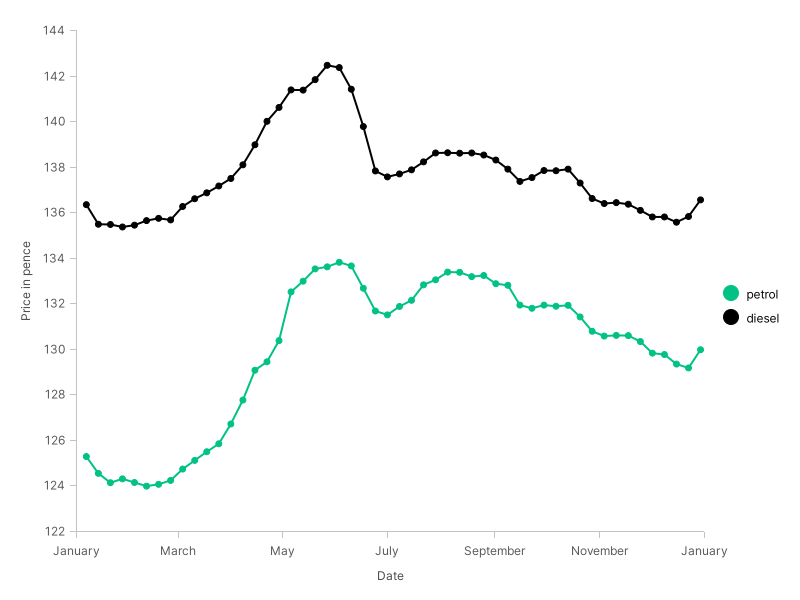 144
142
140
138
136
134
132
130
128
126
124
122
Price in pence
January March May July September November January
Date
petrol
diesel